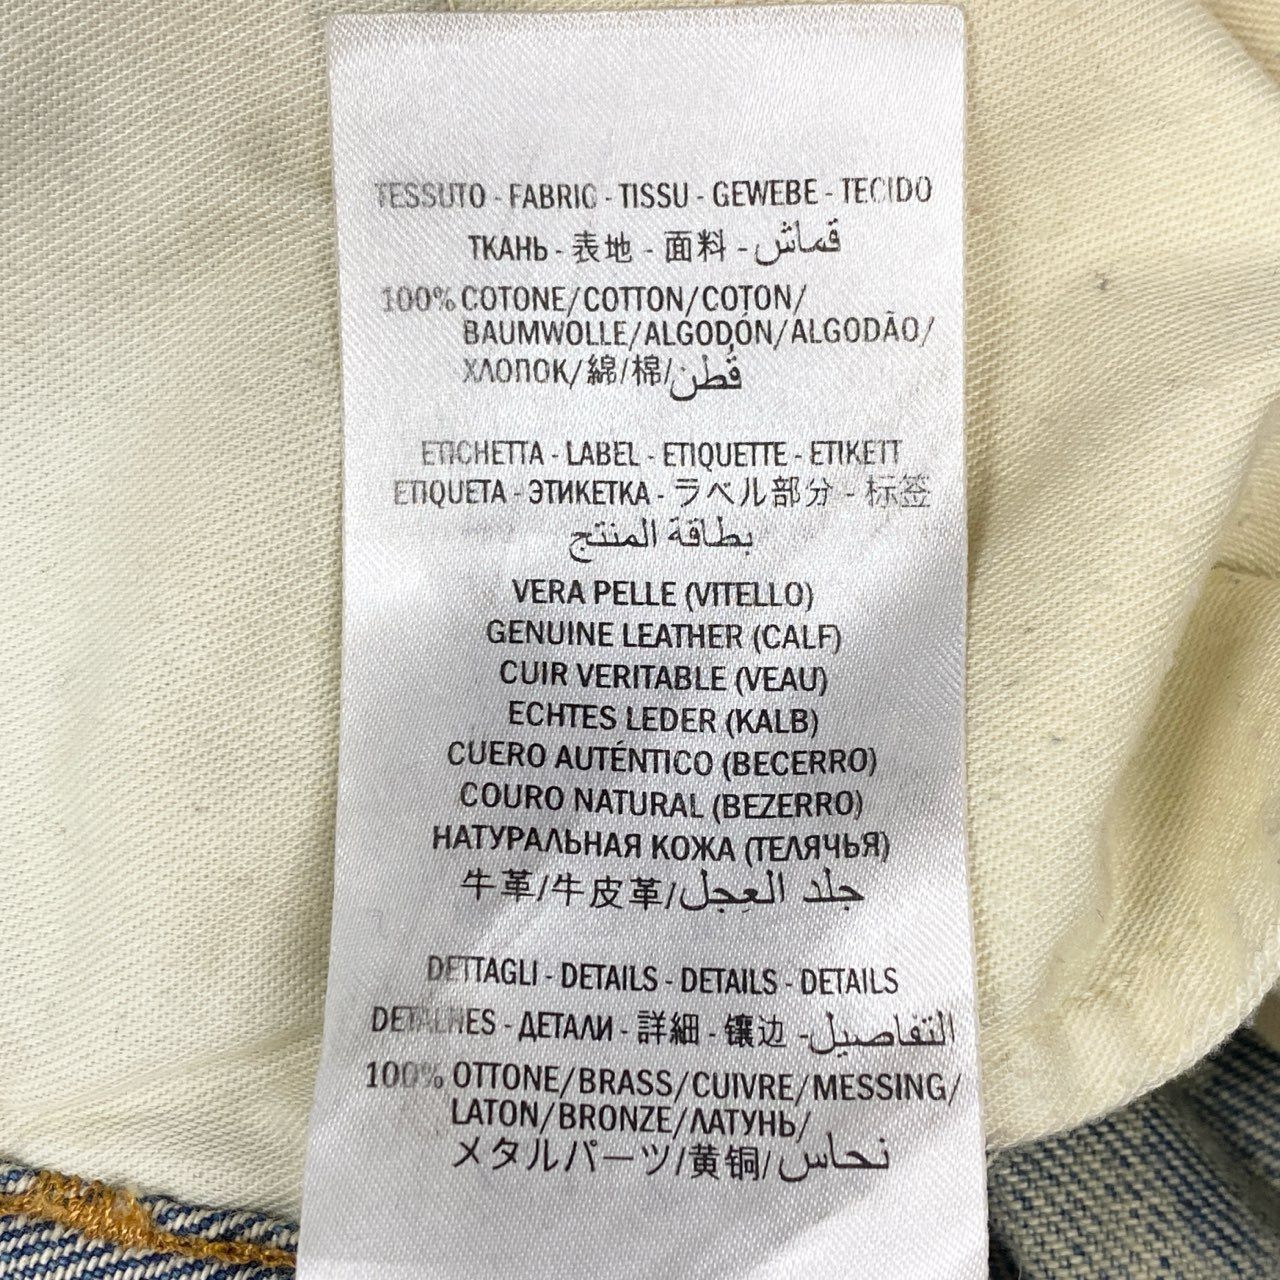 TESSUTO - FABRIC - TISSU - GEWEBE - TECIDO
ТКАНЬ - 表地 - 面料 - قماش
100% COTONE/COTTON/COTON/
BAUMWOLLE/ALGODÓN/ALGODÃO/
ХЛОПОК/綿/棉/قُطن
ETICHETTA - LABEL - ETIQUETTE - ETIKETT
ETIQUETA - ЭТИКЕТКА - ラベル部分 - 标签
بطاقة المنتج
VERA PELLE (VITELLO)
GENUINE LEATHER (CALF)
CUIR VERITABLE (VEAU)
ECHTES LEDER (KALB)
CUERO AUTÉNTICO (BECERRO)
COURO NATURAL (BEZERRO)
НАТУРАЛЬНАЯ КОЖА (ТЕЛЯЧЬЯ)
牛革/牛皮革/جلد العِجل
DETTAGLI - DETAILS - DETAILS - DETAILS
DETALHES - ДЕТАЛИ - 詳細 - 镶边 - التفاصيل
100% OTTONE/BRASS/CUIVRE/MESSING/
LATON/BRONZE/ЛАТУНЬ/
メタルパーツ/黄铜/نحاس